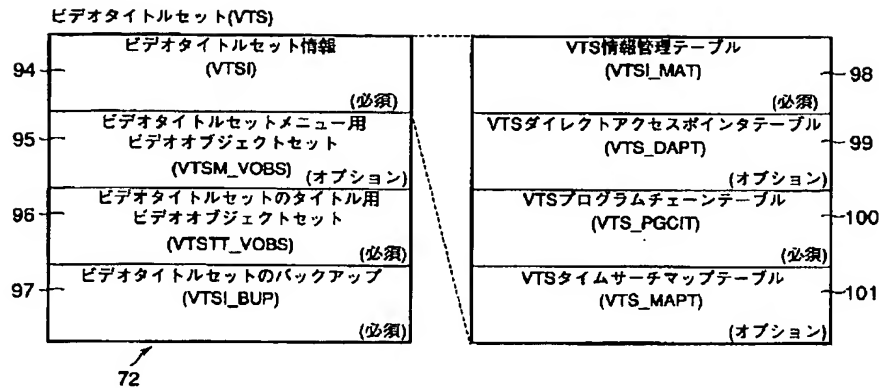 ビデオタイトルセット(VTS)
94
ビデオタイトルセット情報
(VTSI)
(必須)
95
ビデオタイトルセットメニュー用
ビデオオブジェクトセット
(VTSM_VOBS)
(オプション)
96
ビデオタイトルセットのタイトル用
ビデオオブジェクトセット
(VTSTT_VOBS)
(必須)
97
ビデオタイトルセットのバックアップ
(VTSI_BUP)
(必須)
72
VTS情報管理テーブル
(VTSI_MAT)
(必須)
98
VTSダイレクトアクセスポインタテーブル
(VTS_DAPT)
(オプション)
99
VTSプログラムチェーンテーブル
(VTS_PGCIT)
(必須)
100
VTSタイムサーチマップテーブル
(VTS_MAPT)
(オプション)
101